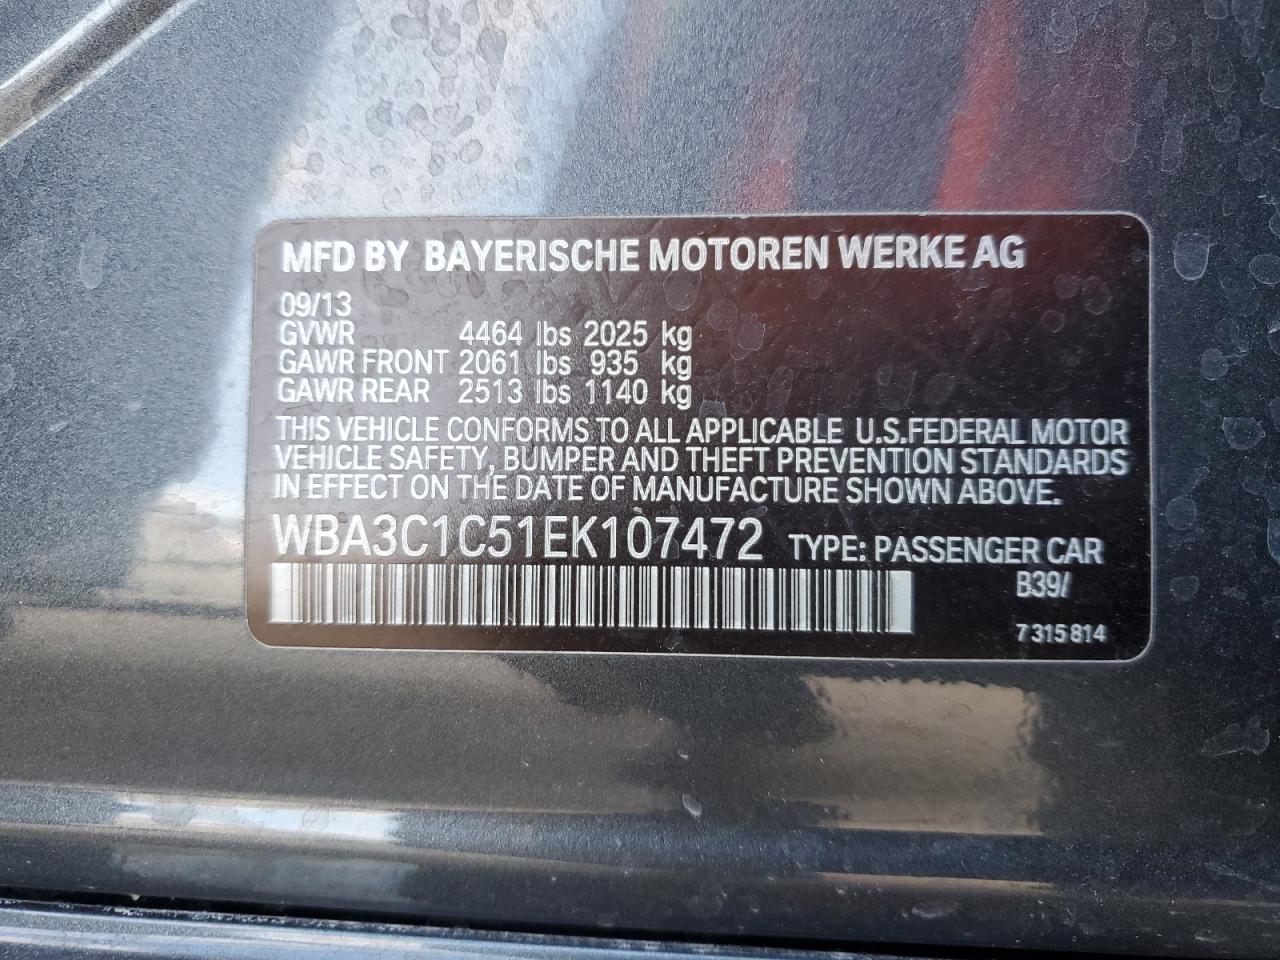 MFD BY BAYERISCHE MOTOREN WERKE AG
09/13
GVWR 4464 lbs 2025 kg
GAWR FRONT 2061 lbs 935 kg
GAWR REAR 2513 lbs 1140 kg
THIS VEHICLE CONFORMS TO ALL APPLICABLE U.S.FEDERAL MOTOR
VEHICLE SAFETY, BUMPER AND THEFT PREVENTION STANDARDS
IN EFFECT ON THE DATE OF MANUFACTURE SHOWN ABOVE.
WBA3C1C51EK107472 TYPE: PASSENGER CAR
B39/
7 315 814